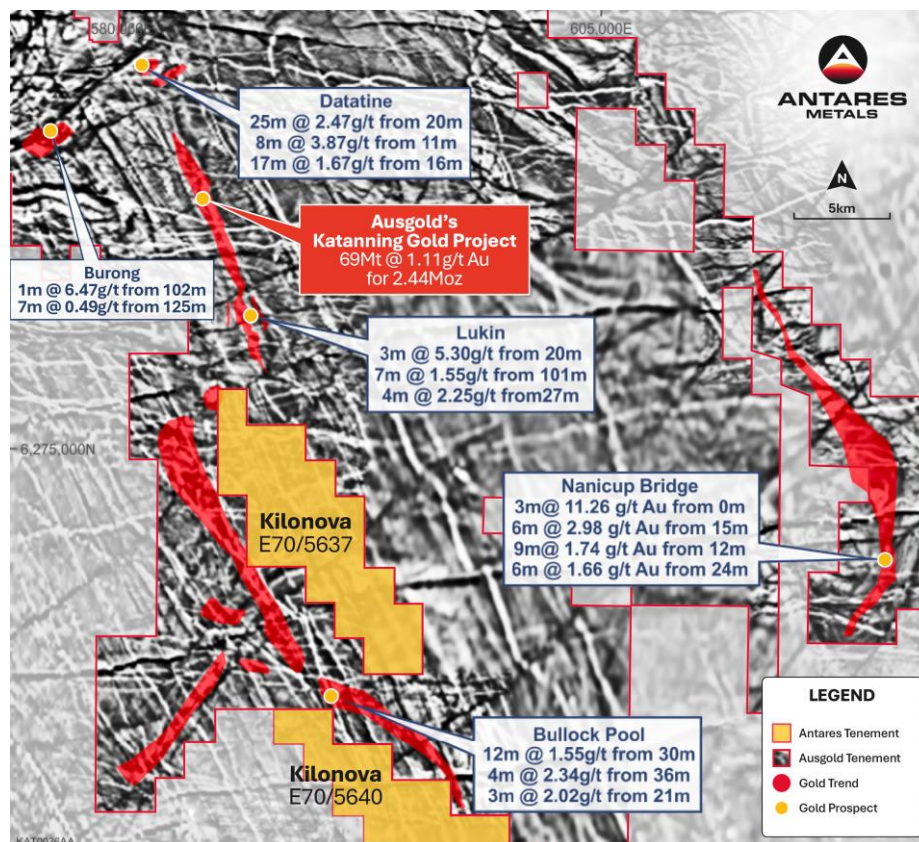 580,000E
605,000E
ANTARES
METALS
N
5km
Datatine
25m @ 2.47g/t from 20m
8m @ 3.87g/t from 11m
17m @ 1.67g/t from 16m
Ausgold's
Katanning Gold Project
69Mt @ 1.11g/t Au
for 2.44Moz
Burong
1m @ 6.47g/t from 102m
7m @ 0.49g/t from 125m
Lukin
3m @ 5.30g/t from 20m
7m @ 1.55g/t from 101m
4m @ 2.25g/t from27m
6,275,000N
Kilonova
E70/5637
Nanicup Bridge
3m@ 11.26 g/t Au from 0m
6m @ 2.98 g/t Au from 15m
9m@ 1.74 g/t Au from 12m
6m @ 1.66 g/t Au from 24m
Bullock Pool
12m @ 1.55g/t from 30m
4m @ 2.34g/t from 36m
3m @ 2.02g/t from 21m
Kilonova
E70/5640
LEGEND
Antares Tenement
Ausgold Tenement
Gold Trend
Gold Prospect